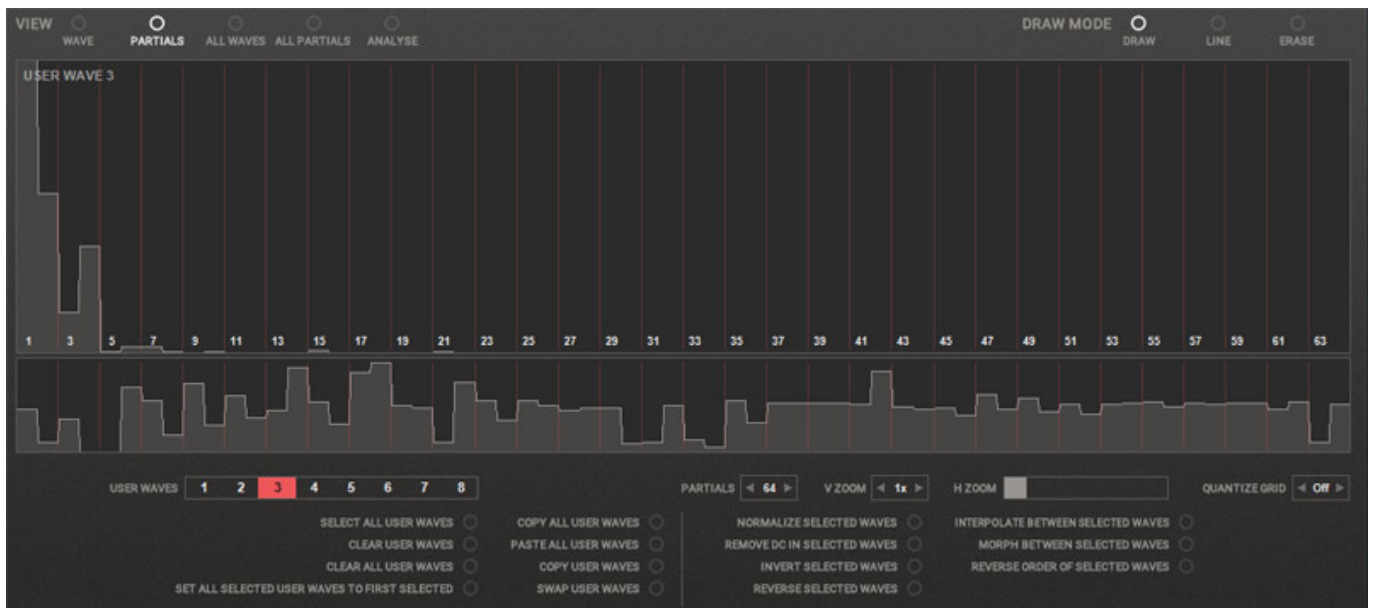 VIEW WAVE PARTIALS ALL WAVES ALL PARTIALS ANALYSE DRAW MODE DRAW LINE ERASE
USER WAVE 3
1 3 5 7 9 11 13 15 17 19 21 23 25 27 29 31 33 35 37 39 41 43 45 47 49 51 53 55 57 59 61 63
USER WAVES 1 2 3 4 5 6 7 8 PARTIALS 64 V ZOOM 1x H ZOOM QUANTIZE GRID Off
SELECT ALL USER WAVES COPY ALL USER WAVES NORMALIZE SELECTED WAVES INTERPOLATE BETWEEN SELECTED WAVES
CLEAR USER WAVES PASTE ALL USER WAVES REMOVE DC IN SELECTED WAVES MORPH BETWEEN SELECTED WAVES
CLEAR ALL USER WAVES COPY USER WAVES INVERT SELECTED WAVES REVERSE ORDER OF SELECTED WAVES
SET ALL SELECTED USER WAVES TO FIRST SELECTED SWAP USER WAVES REVERSE SELECTED WAVES